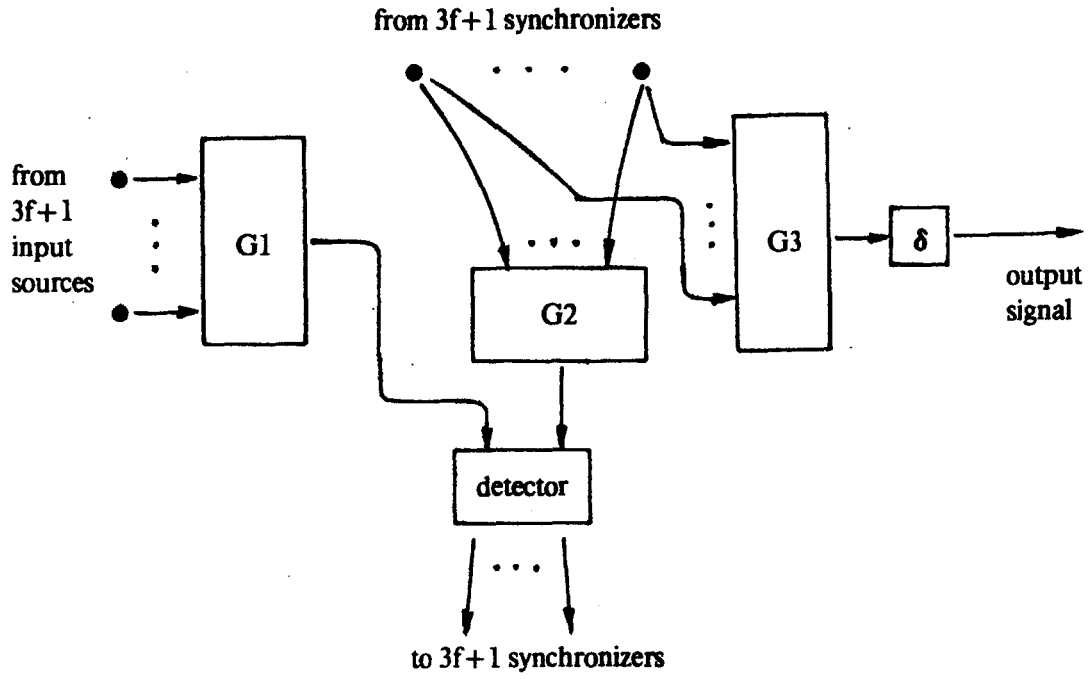 from 3f+1 synchronizers
from
3f+1
input
sources
G1
G2
G3
δ
output
signal
detector
to 3f+1 synchronizers